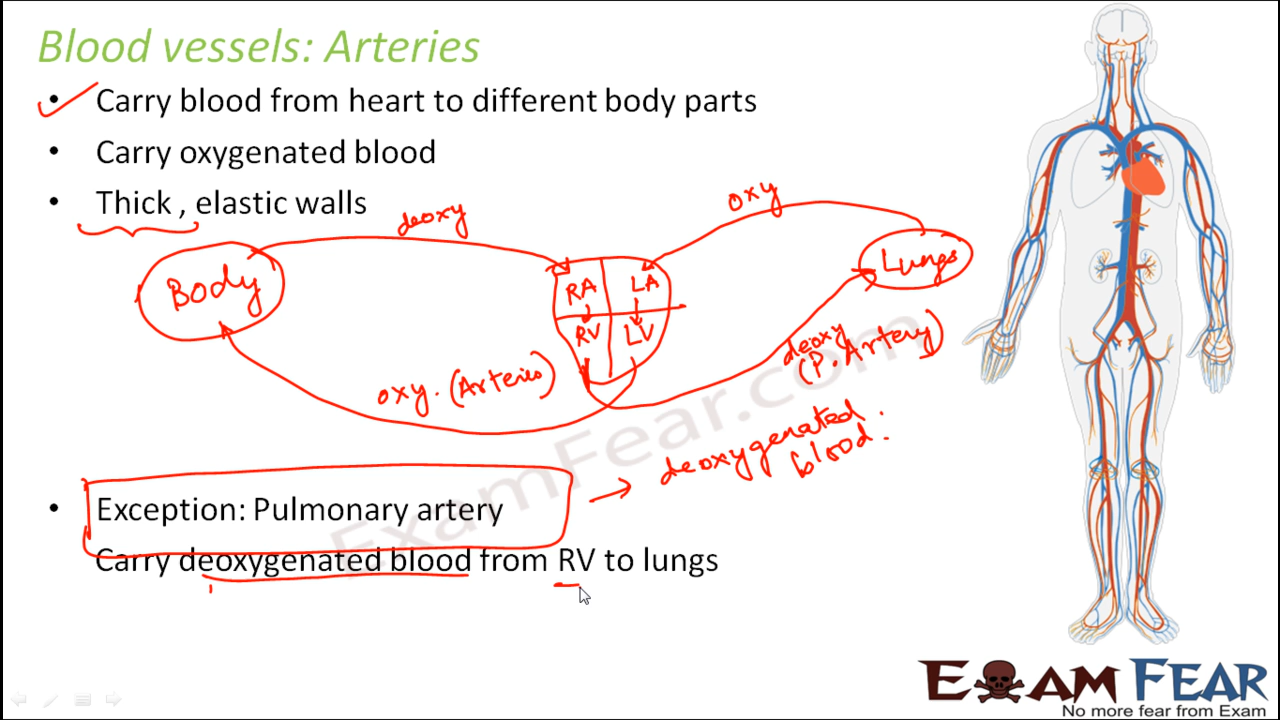 Blood vessels: Arteries
• Carry blood from heart to different body parts
• Carry oxygenated blood
• Thick , elastic walls
deoxy
oxy
Body
RA LA
RV LV
Lungs
oxy. (Arteries)
deoxy
(P. Artery)
deoxygenated
blood.
• Exception: Pulmonary artery
Carry deoxygenated blood from RV to lungs
ExamFear.com
EXAM FEAR
No more fear from Exam